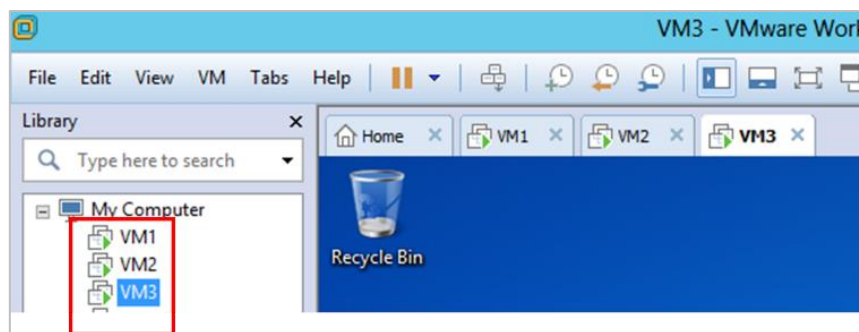 VM3 - VMware Work
File Edit View VM Tabs Help
Library
Type here to search
Home VM1 VM2 VM3
My Computer
VM1
VM2
VM3
Recycle Bin